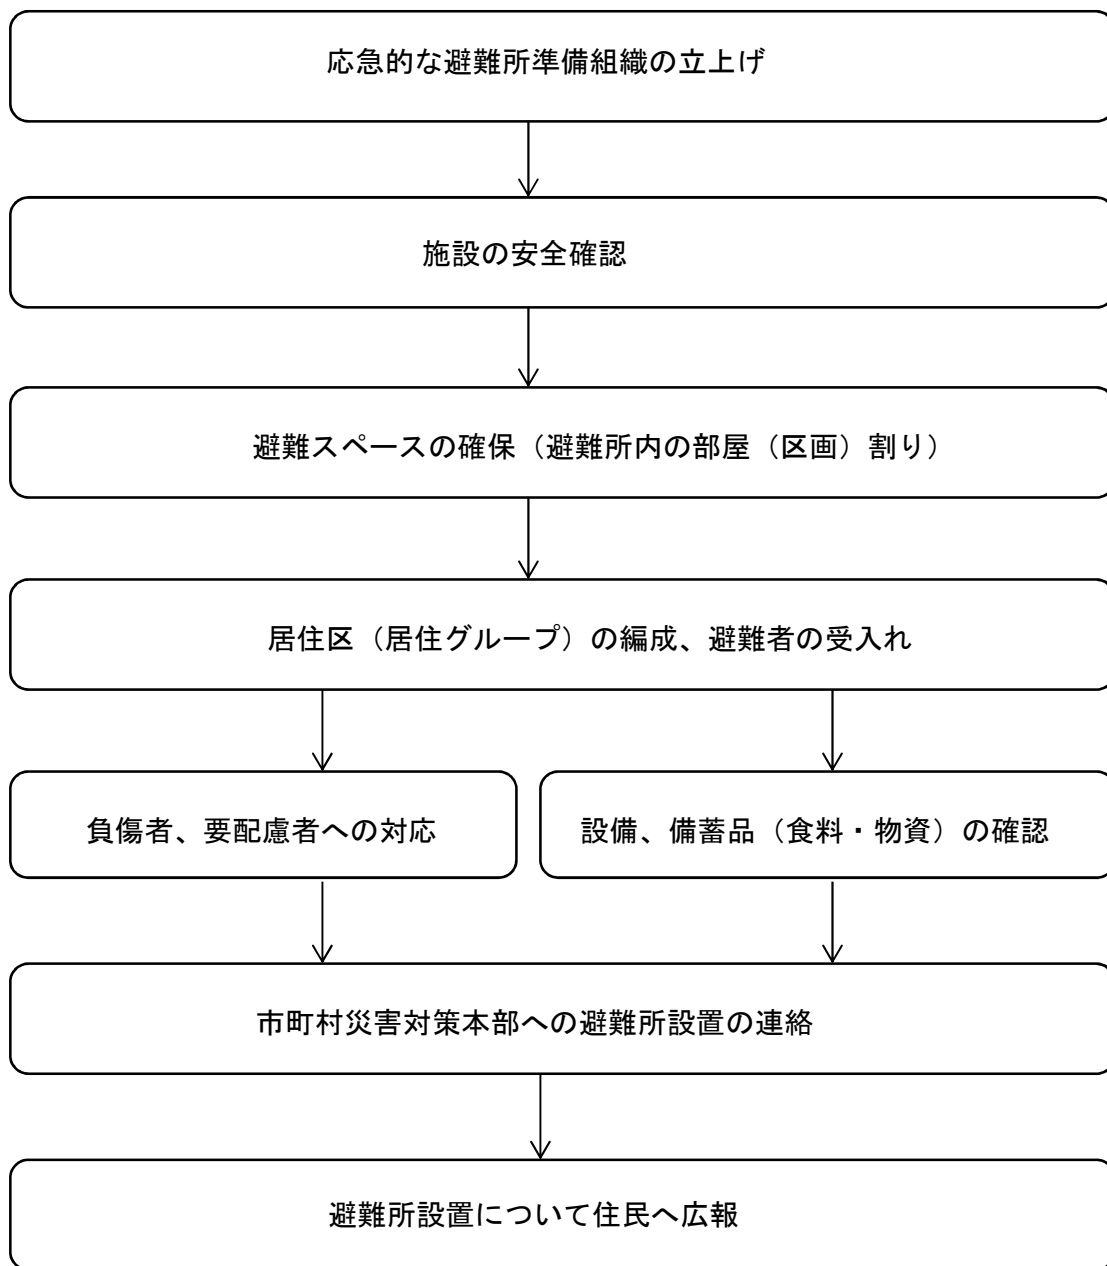 応急的な避難所準備組織の立上げ
施設の安全確認
避難スペースの確保（避難所内の部屋（区画）割り）
居住区（居住グループ）の編成、避難者の受入れ
負傷者、要配慮者への対応
設備、備蓄品（食料・物資）の確認
市町村災害対策本部への避難所設置の連絡
避難所設置について住民へ広報